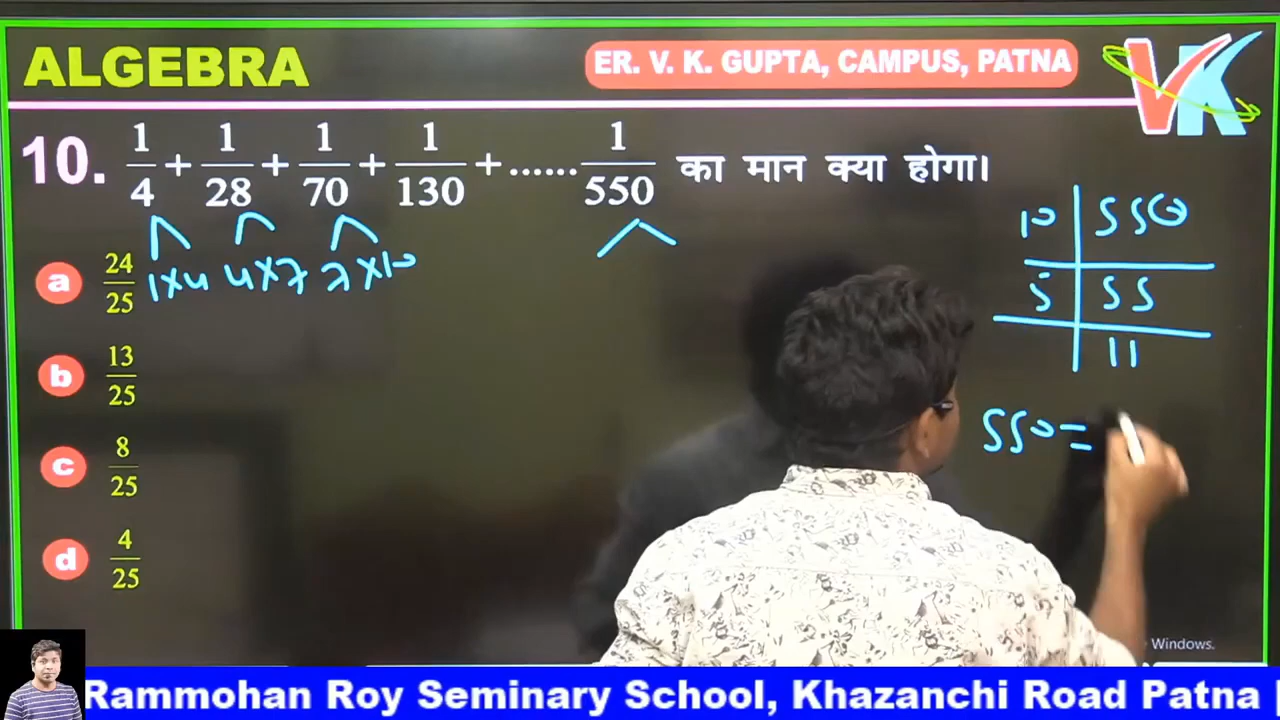 ALGEBRA
ER. V. K. GUPTA, CAMPUS, PATNA
VK
10. 1/4 + 1/28 + 1/70 + 1/130 + ...... 1/550 का मान क्या होगा।
1×4 4×7 7×10
a 24/25
b 13/25
c 8/25
d 4/25
10 | 550
5 | 55
11
550 =
Windows.
Rammohan Roy Seminary School, Khazanchi Road Patna |